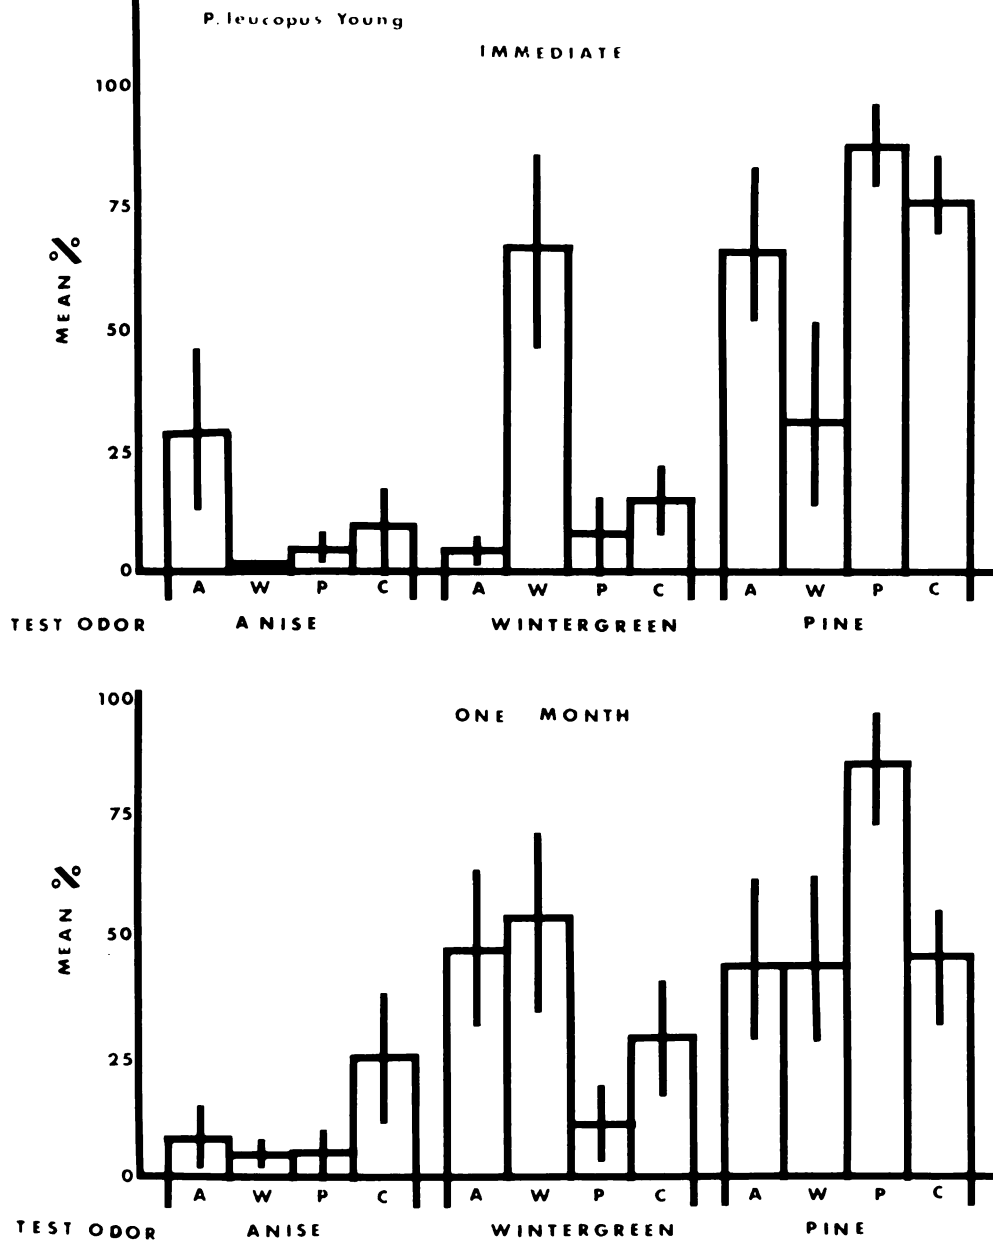 P. leucopus Young
IMMEDIATE
100
75
50
25
0
MEAN %
A W P C A W P C A W P C
TEST ODOR ANISE WINTERGREEN PINE
ONE MONTH
100
75
50
25
0
MEAN %
A W P C A W P C A W P C
TEST ODOR ANISE WINTERGREEN PINE